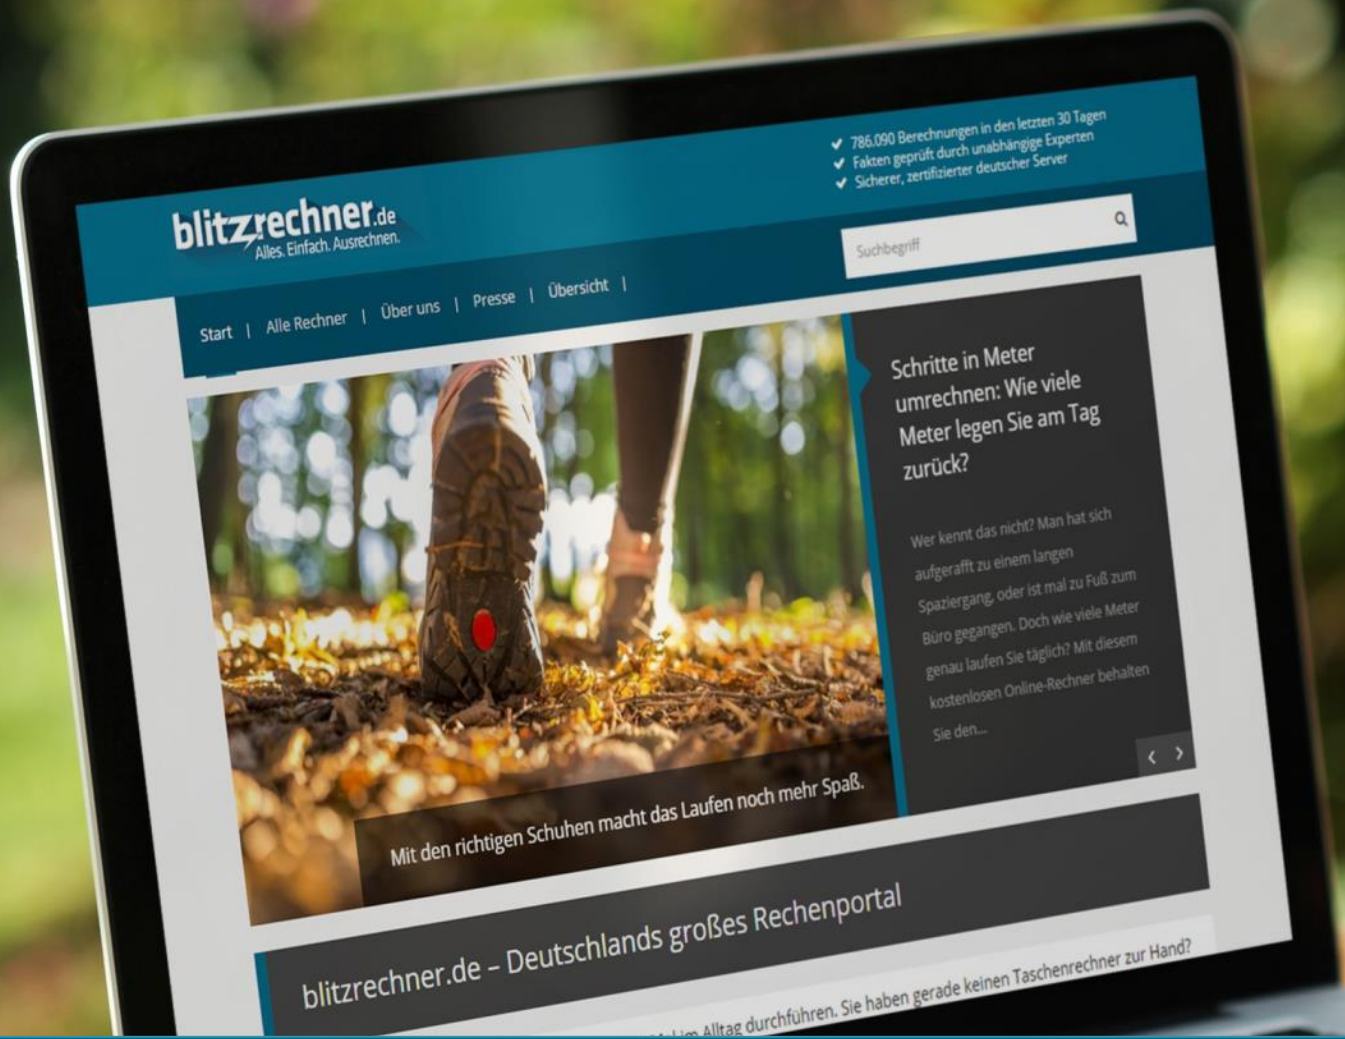 786.090 Berechnungen in den letzten 30 Tagen
Fakten geprüft durch unabhängige Experten
Sicherer, zertifizierter deutscher Server
blitzrechner.de
Alles. Einfach. Ausrechnen.
Suchbegriff
Start | Alle Rechner | Über uns | Presse | Übersicht |
Schritte in Meter
umrechnen: Wie viele
Meter legen Sie am Tag
zurück?
Wer kennt das nicht? Man hat sich
aufgerafft zu einem langen
Spaziergang, oder ist mal zu Fuß zum
Büro gegangen. Doch wie viele Meter
genau laufen Sie täglich? Mit diesem
kostenlosen Online-Rechner behalten
Sie den...
Mit den richtigen Schuhen macht das Laufen noch mehr Spaß.
blitzrechner.de – Deutschlands großes Rechenportal
im Alltag durchführen. Sie haben gerade keinen Taschenrechner zur Hand?